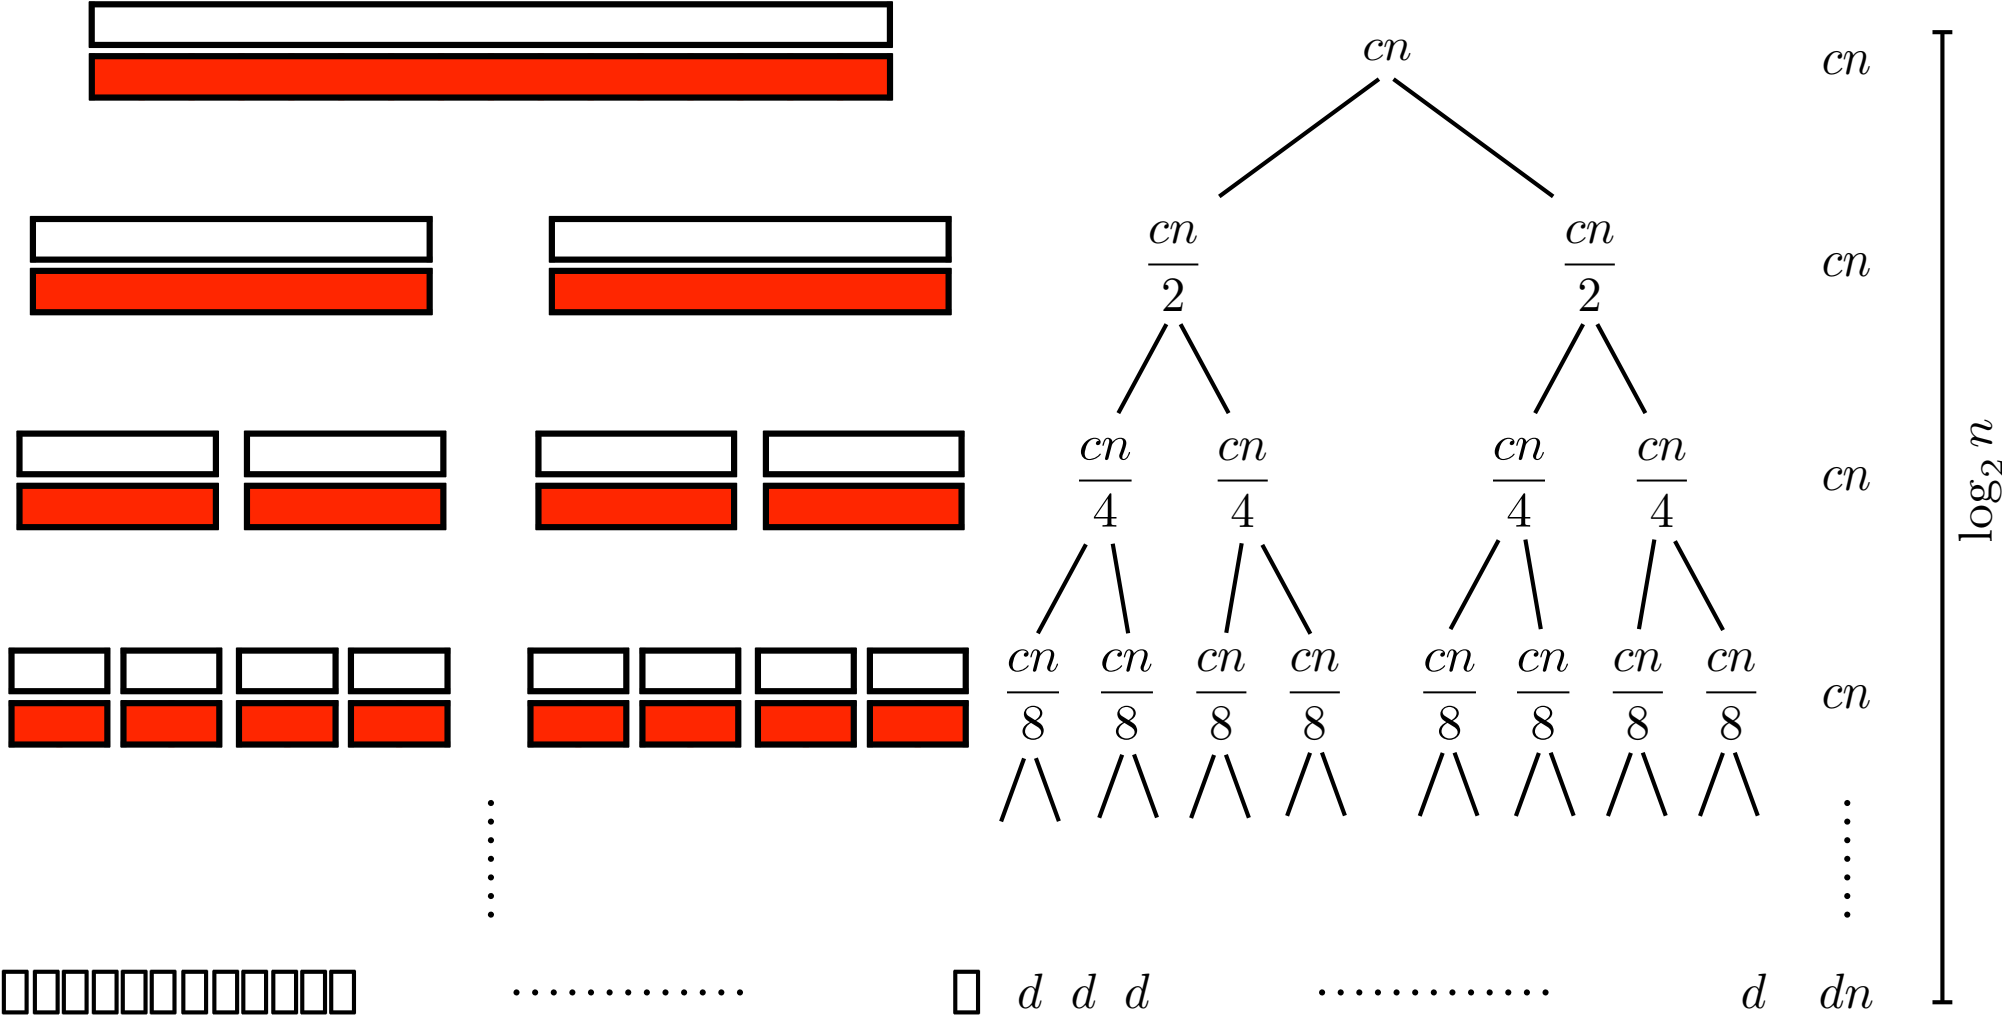 cn cn
cn/2 cn/2 cn
cn/4 cn/4 cn/4 cn/4 cn
log₂ n
cn/8 cn/8 cn/8 cn/8 cn/8 cn/8 cn/8 cn/8 cn
d d d d dn